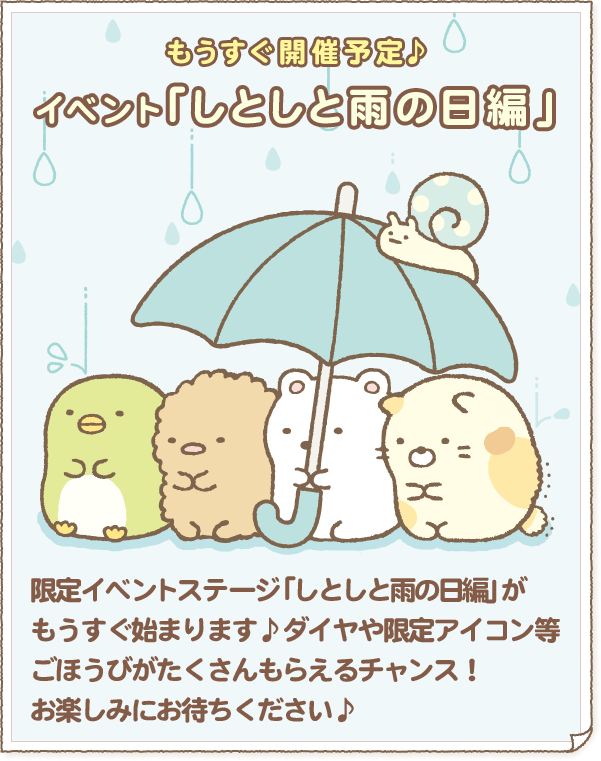 もうすぐ開催予定♪
イベント「しとしと雨の日編」
限定イベントステージ「しとしと雨の日編」が
もうすぐ始まります♪ダイヤや限定アイコン等
ごほうびがたくさんもらえるチャンス！
お楽しみにお待ちください♪